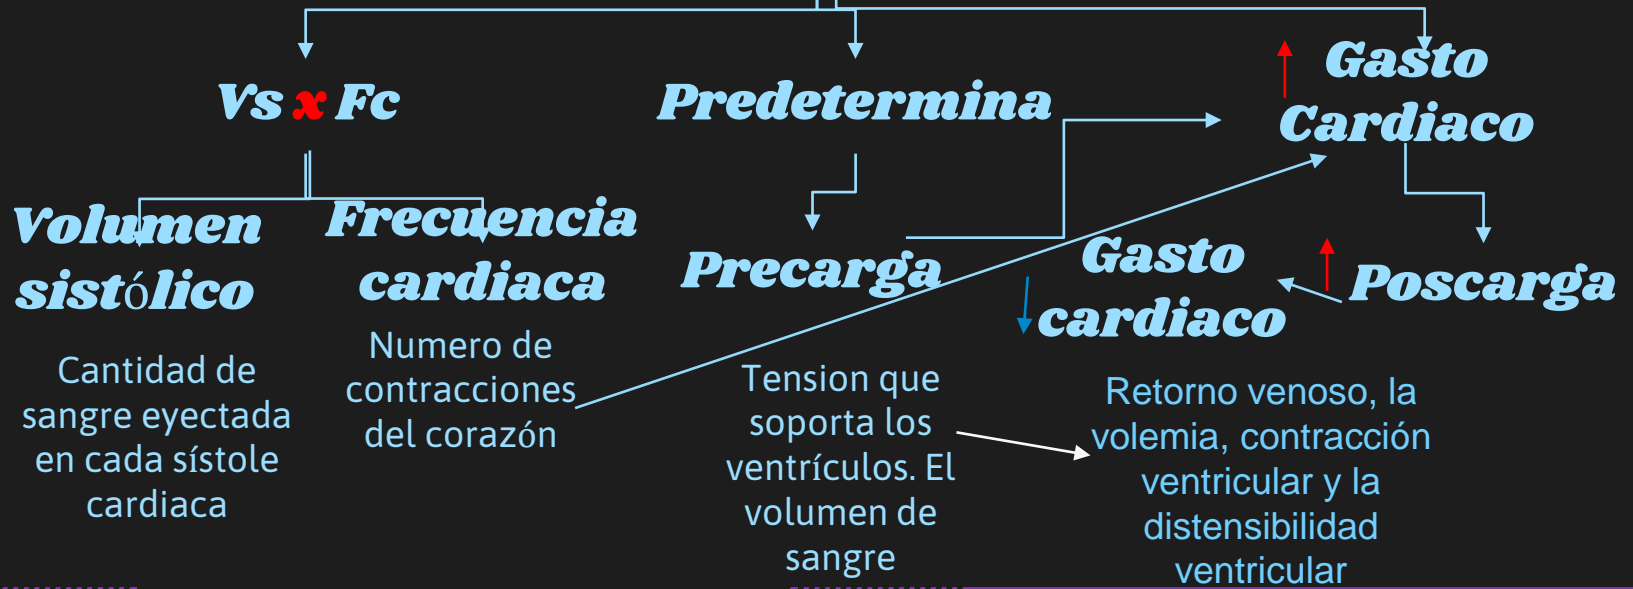 Vs x Fc
Predetermina
Gasto
Cardiaco
Volumen
sistólico
Frecuencia
cardiaca
Precarga
Gasto
cardiaco
Poscarga
Cantidad de
sangre eyectada
en cada sístole
cardiaca
Numero de
contracciones
del corazón
Tension que
soporta los
ventrículos. El
volumen de
sangre
Retorno venoso, la
volemia, contracción
ventricular y la
distensibilidad
ventricular